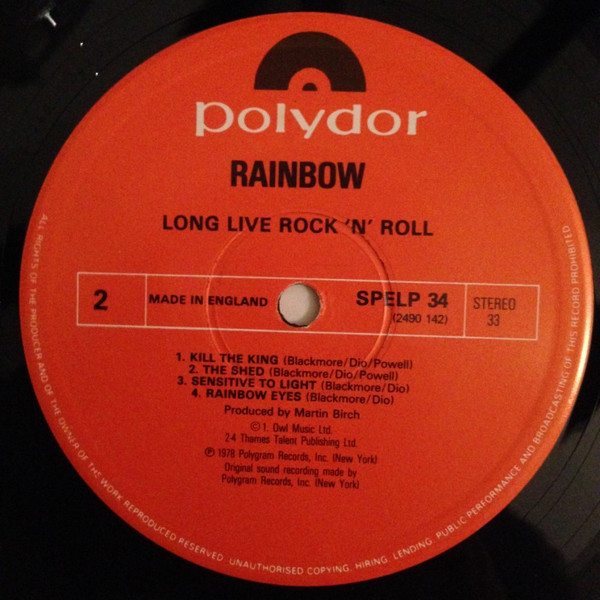 polydor
RAINBOW
LONG LIVE ROCK 'N' ROLL
2
MADE IN ENGLAND
SPELP 34
(2490 142)
STEREO
33
1. KILL THE KING (Blackmore/Dio/Powell)
2. THE SHED (Blackmore/Dio/Powell)
3. SENSITIVE TO LIGHT (Blackmore/Dio)
4. RAINBOW EYES (Blackmore/Dio)
Produced by Martin Birch
© 1. Owl Music Ltd.
2-4 Thames Talent Publishing Ltd.
℗ 1978 Polygram Records, Inc. (New York)
Original sound recording made by
Polygram Records, Inc. (New York)
ALL RIGHTS OF THE PRODUCER AND OF THE OWNER OF THE WORK REPRODUCED RESERVED. UNAUTHORISED COPYING, HIRING, LENDING, PUBLIC PERFORMANCE AND BROADCASTING OF THIS RECORD PROHIBITED